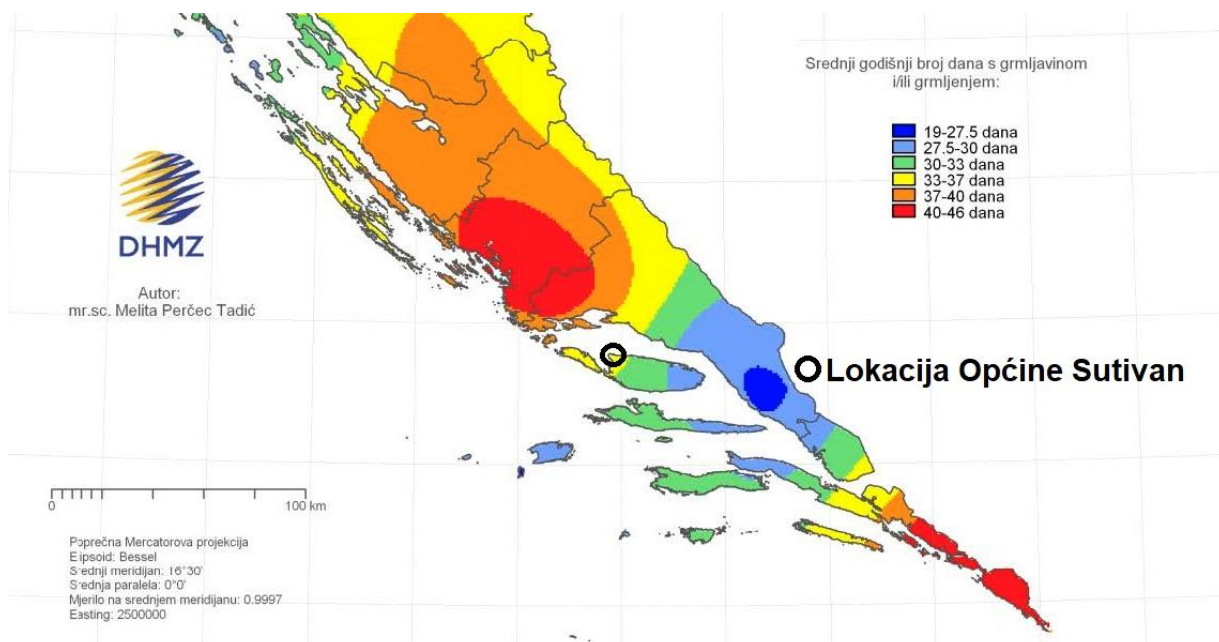 Srednji godišnji broj dana s grmljavinom
i/ili grmljenjem:
19-27.5 dana
27.5-30 dana
30-33 dana
33-37 dana
37-40 dana
40-46 dana
DHMZ
Autor:
mr.sc. Melita Perčec Tadić
Lokacija Općine Sutivan
0
100 km
Poprečna Mercatorova projekcija
Elipsoid: Bessel
Srednji meridijan: 16°30'
Srednja paralela: 0°0'
Mjerilo na srednjem meridijanu: 0.9997
Easting: 2500000